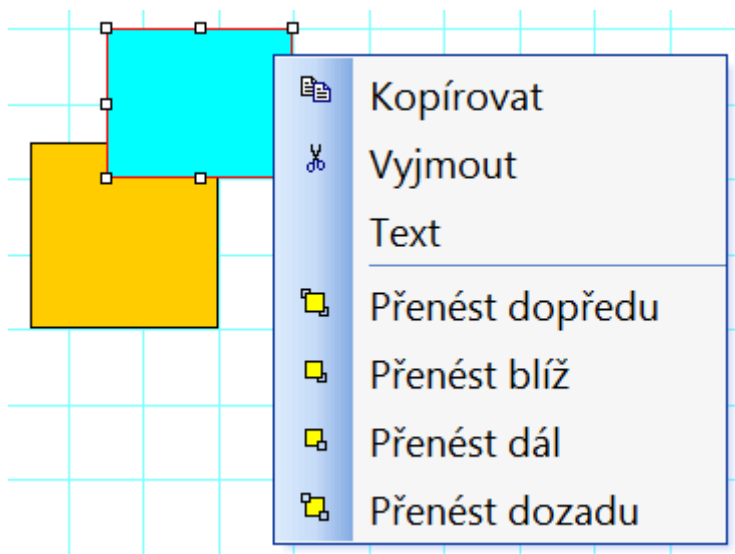 Kopírovat
Vyjmout
Text
Přenést dopředu
Přenést blíž
Přenést dál
Přenést dozadu